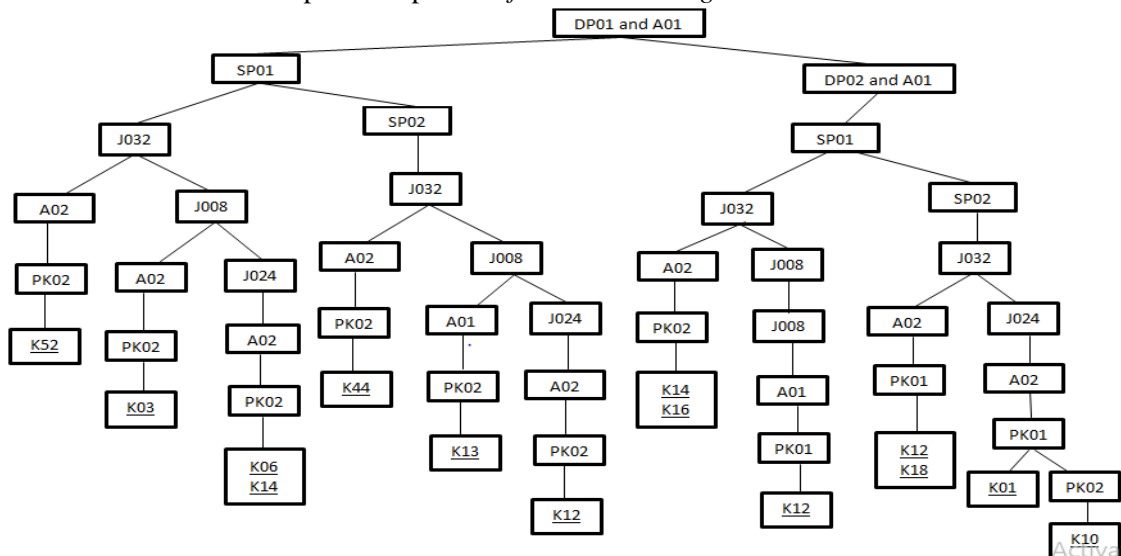 DP01 and A01
SP01
DP02 and A01
SP02
SP01
J032
J032
SP02
A02
J008
J032
J032
A02
J008
A02
J008
PK02
A02
J024
A02
J024
PK02
A01
J024
PK02
J008
K52
PK02
A02
PK01
A02
K44
PK02
A02
K14
K16
A01
K03
PK02
PK01
K13
PK02
PK01
K12
K18
K06
K14
K01
PK02
K12
K12
K10